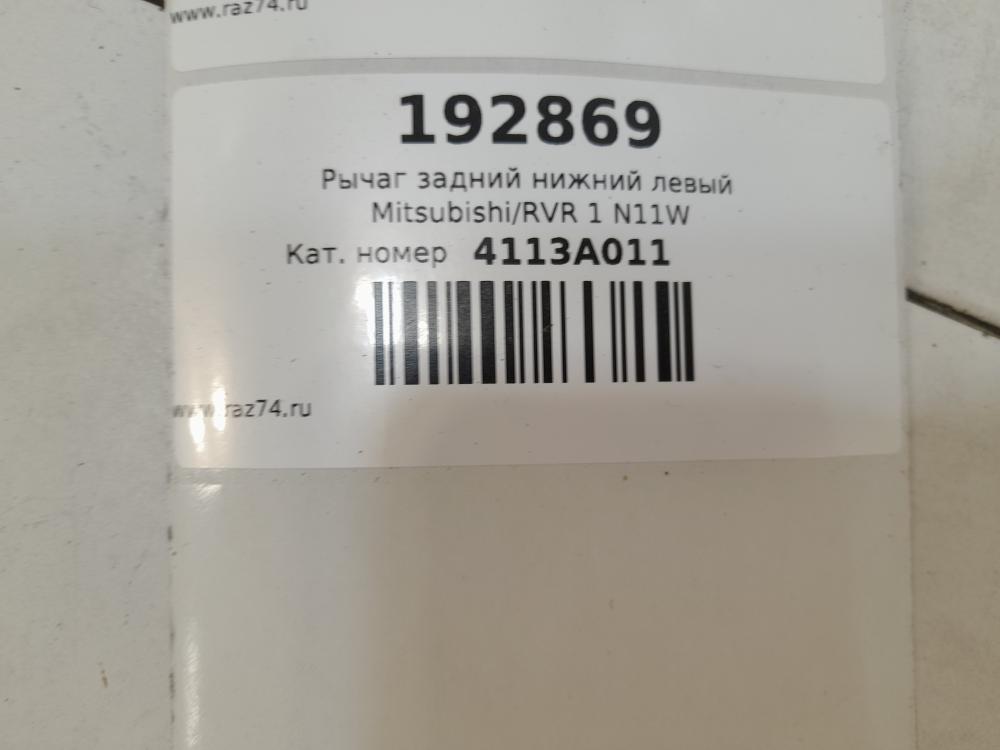 www.raz74.ru
192869
Рычаг задний нижний левый
Mitsubishi/RVR 1 N11W
Кат. номер 4113A011
www.raz74.ru